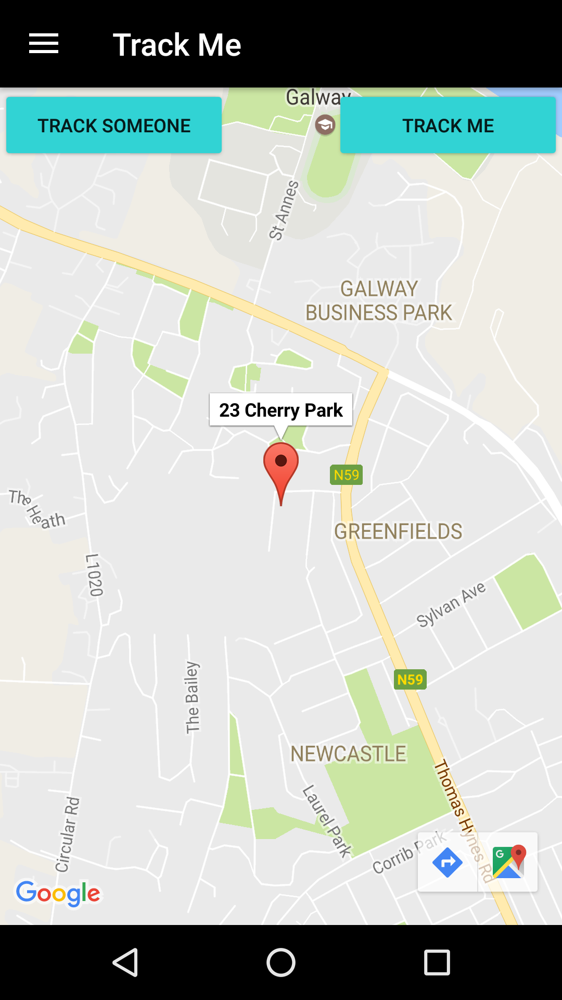 Track Me
Galway
TRACK SOMEONE
TRACK ME
St Annes
GALWAY
BUSINESS PARK
23 Cherry Park
N59
The Heath
GREENFIELDS
L1020
Sylvan Ave
The Bailey
N59
NEWCASTLE
Thomas Hynes Rd
Laurel Park
Circular Rd
Corrib Park
G
Google